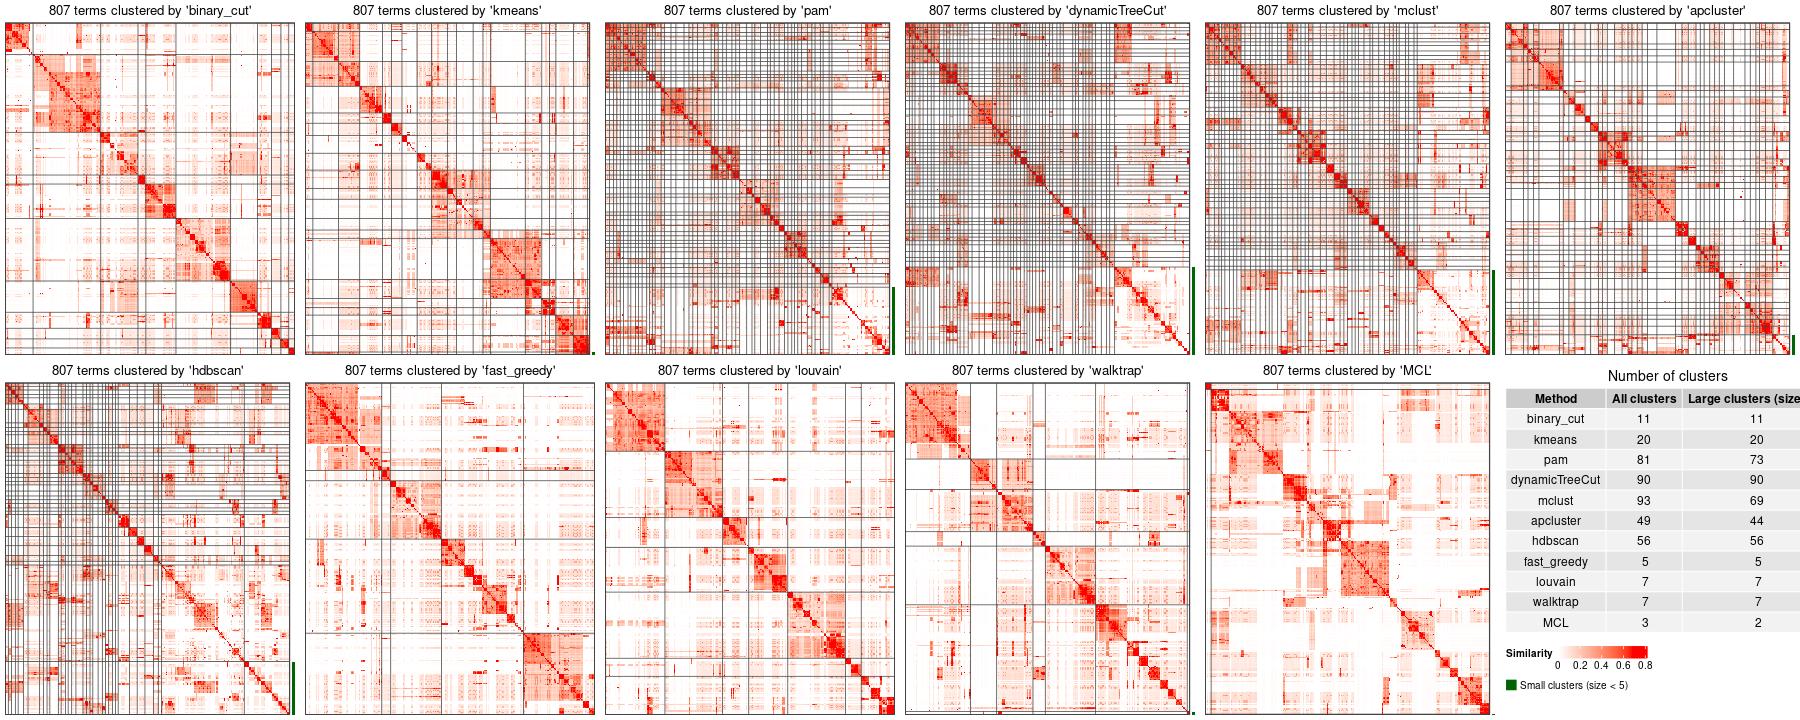 807 terms clustered by 'binary_cut'
807 terms clustered by 'kmeans'
807 terms clustered by 'pam'
807 terms clustered by 'dynamicTreeCut'
807 terms clustered by 'mclust'
807 terms clustered by 'apcluster'
807 terms clustered by 'hdbscan'
807 terms clustered by 'fast_greedy'
807 terms clustered by 'louvain'
807 terms clustered by 'walktrap'
807 terms clustered by 'MCL'
Number of clusters
Method All clusters Large clusters (size
binary_cut 11 11
kmeans 20 20
pam 81 73
dynamicTreeCut 90 90
mclust 93 69
apcluster 49 44
hdbscan 56 56
fast_greedy 5 5
louvain 7 7
walktrap 7 7
MCL 3 2
Similarity
0 0.2 0.4 0.6 0.8
Small clusters (size < 5)